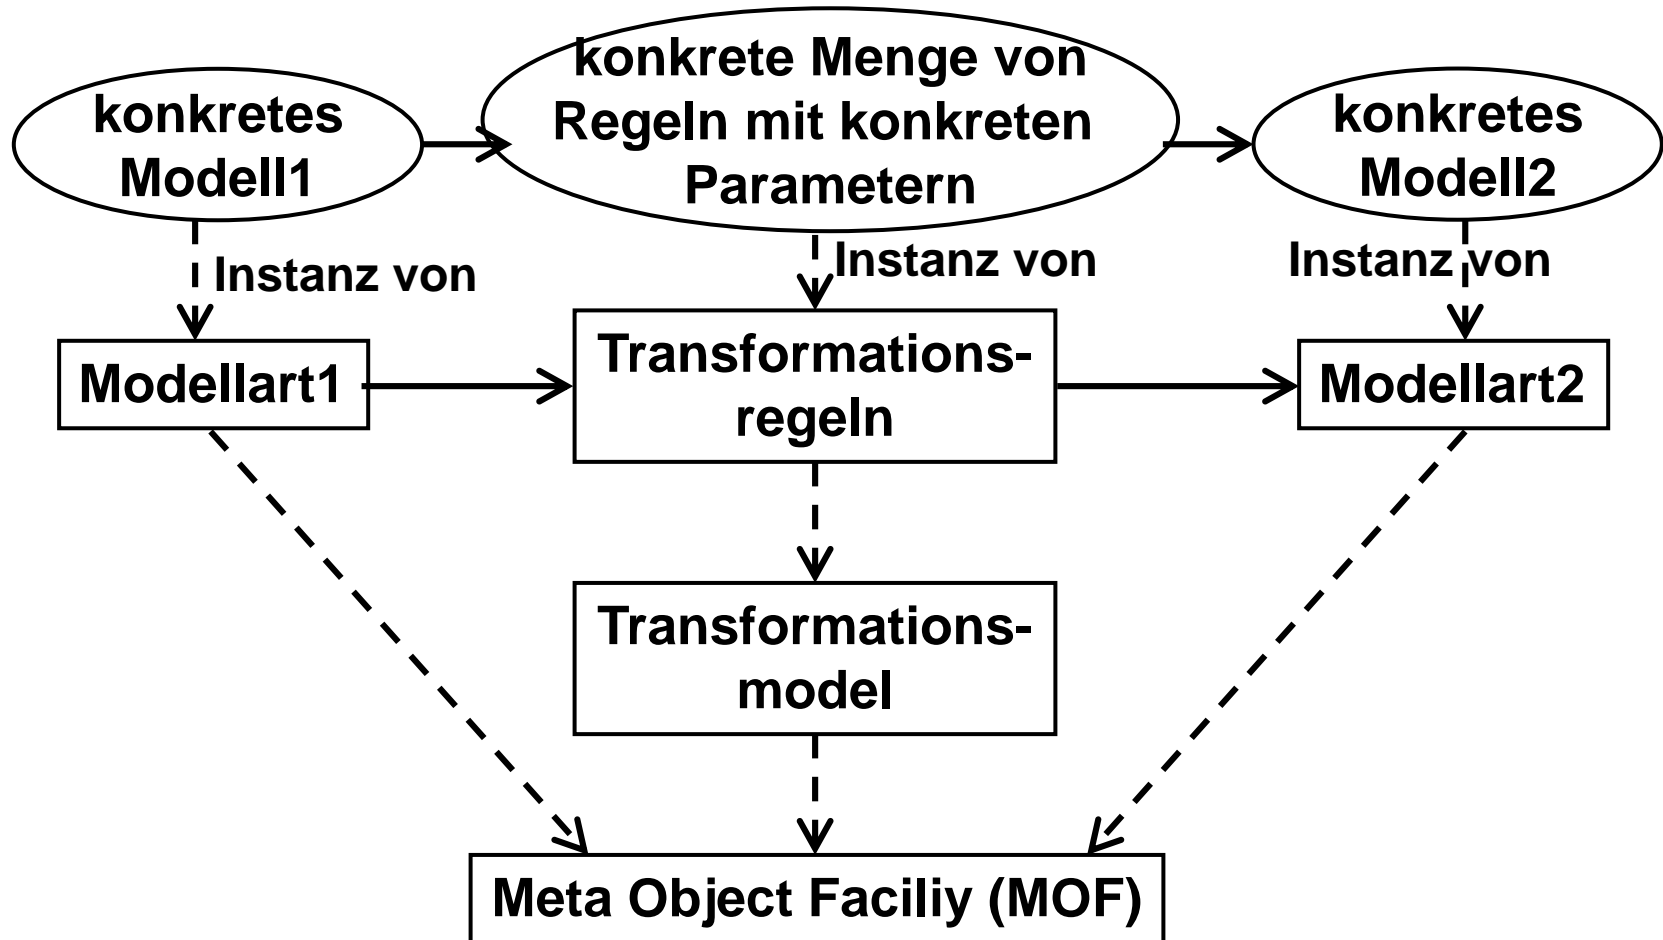 konkretes
Modell1
konkrete Menge von
Regeln mit konkreten
Parametern
konkretes
Modell2
Instanz von
Instanz von
Instanz von
Modellart1
Transformations-
regeln
Modellart2
Transformations-
model
Meta Object Faciliy (MOF)